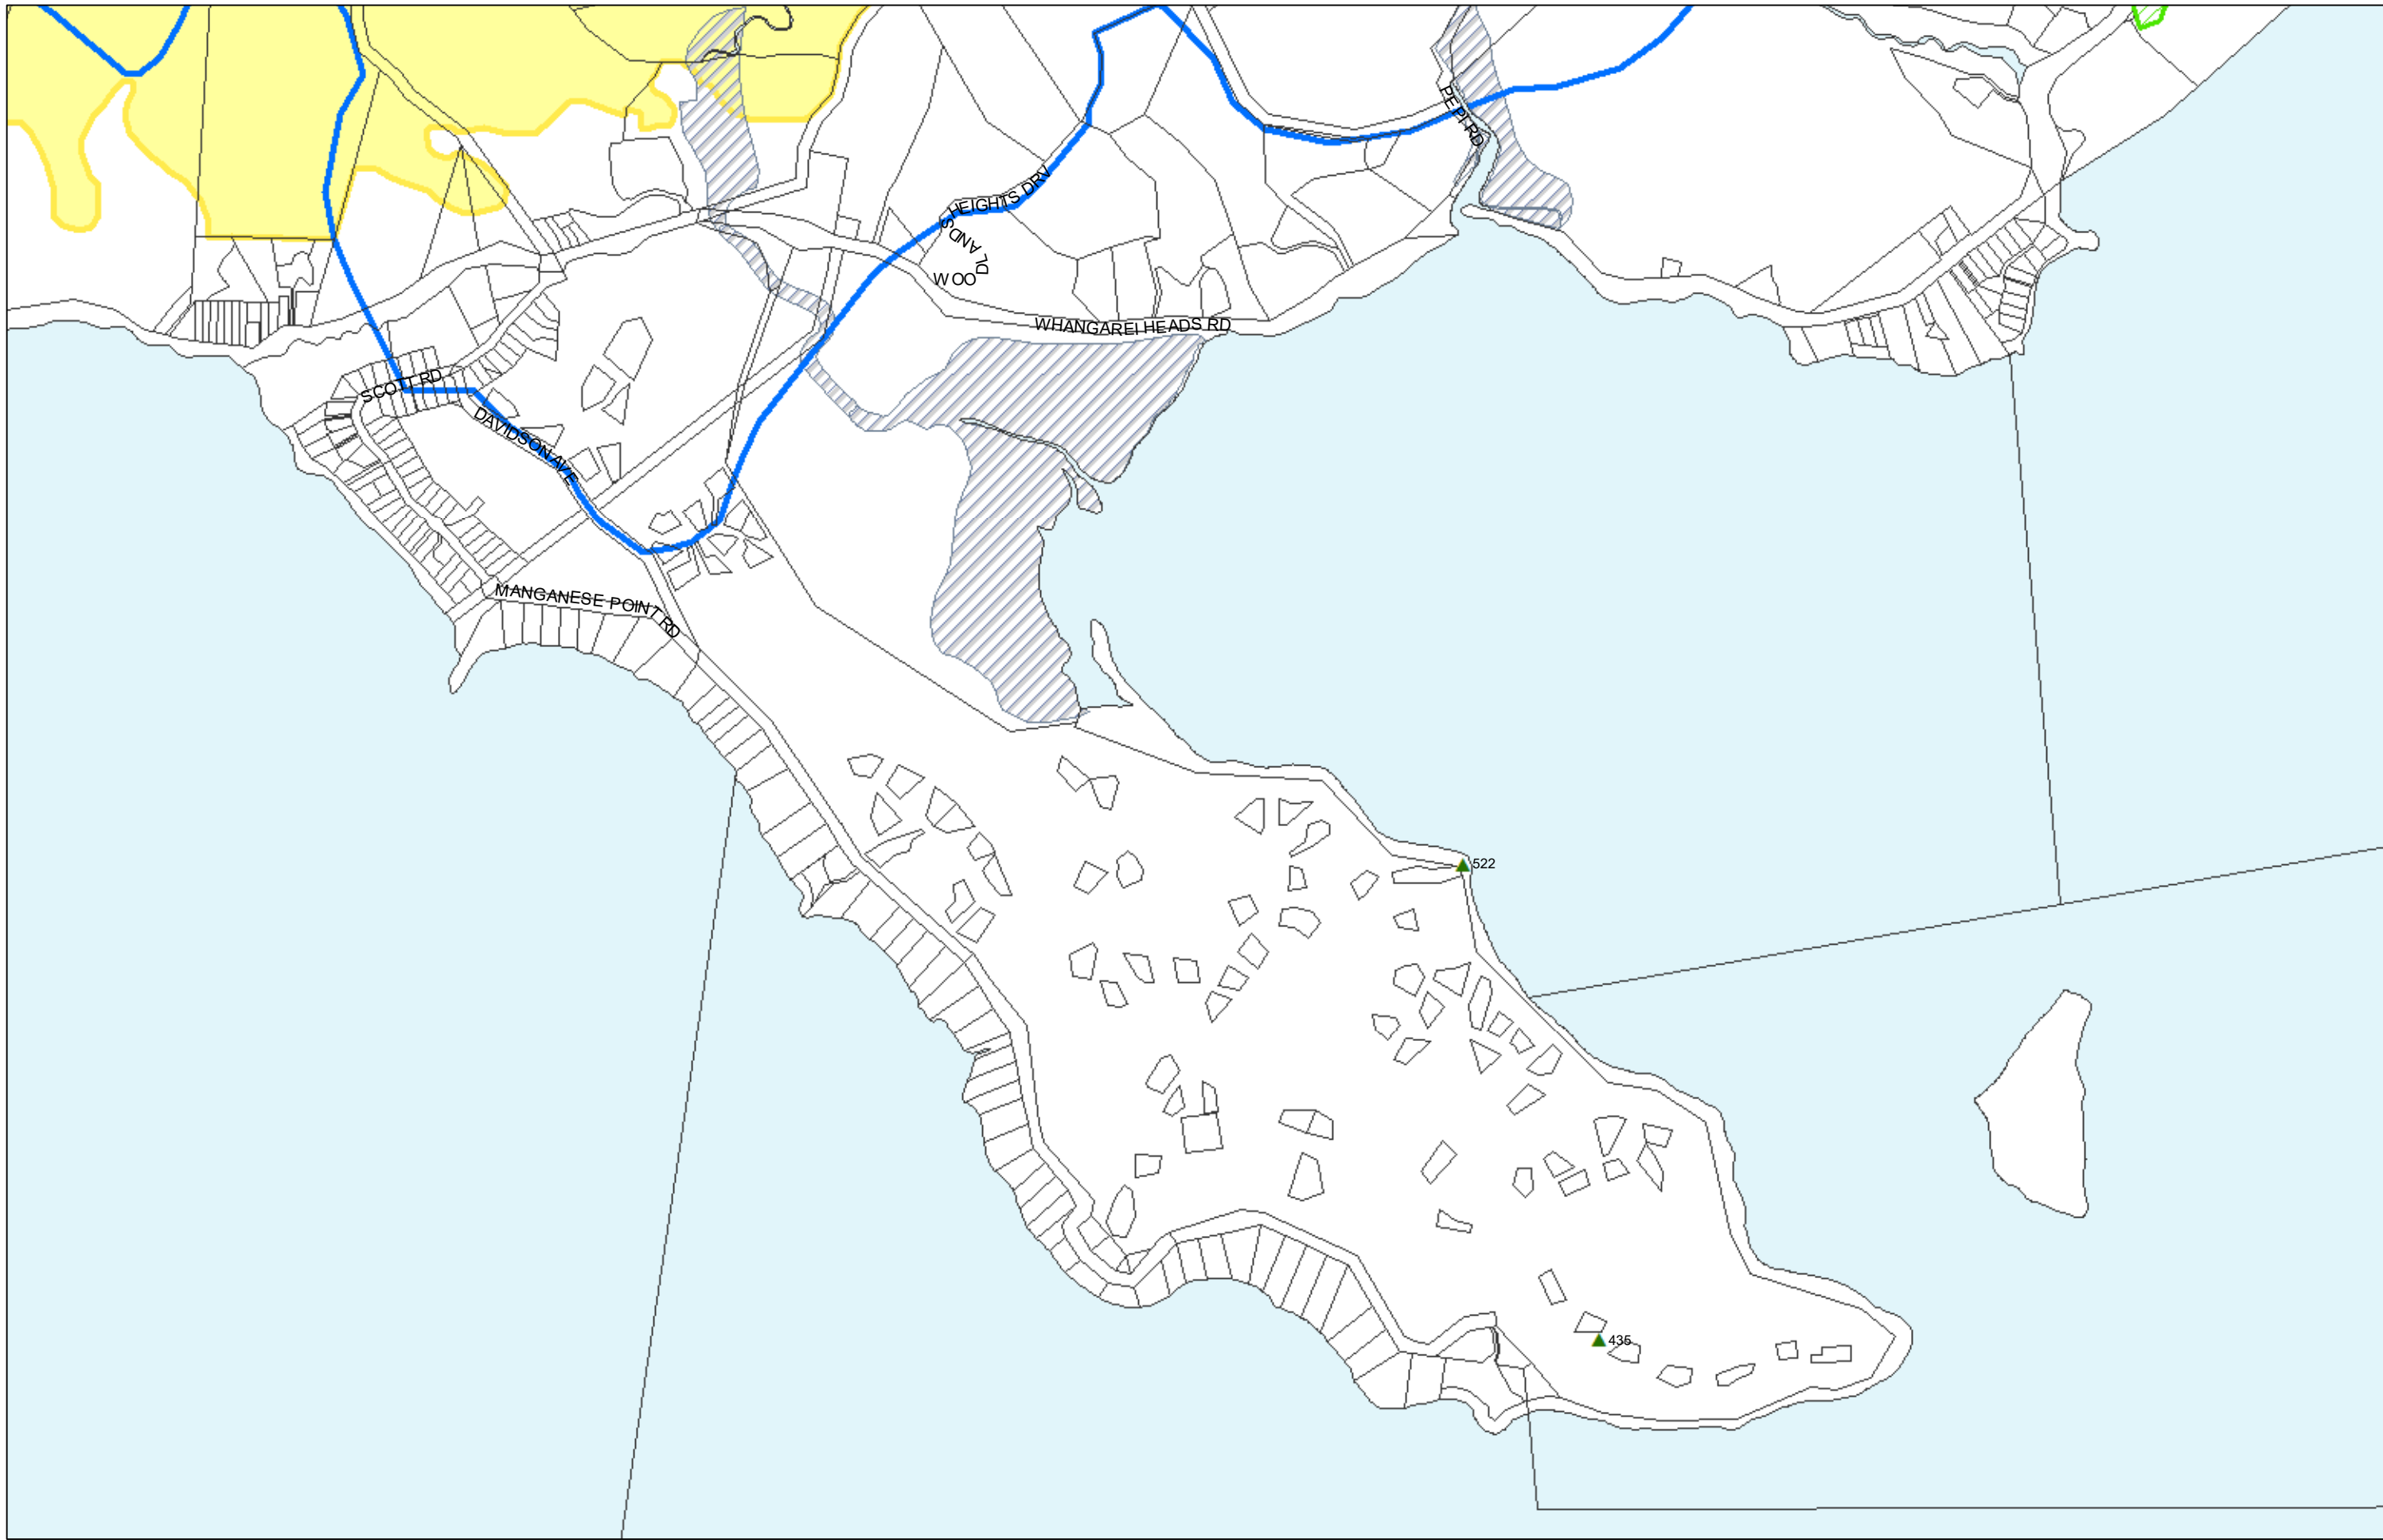 PEPI RD
HEIGHTS DRV
WOODLANDS
WHANGAREI HEADS RD
SCOTT RD
DAVIDSON AVE
MANGANESE POINT RD
522
435